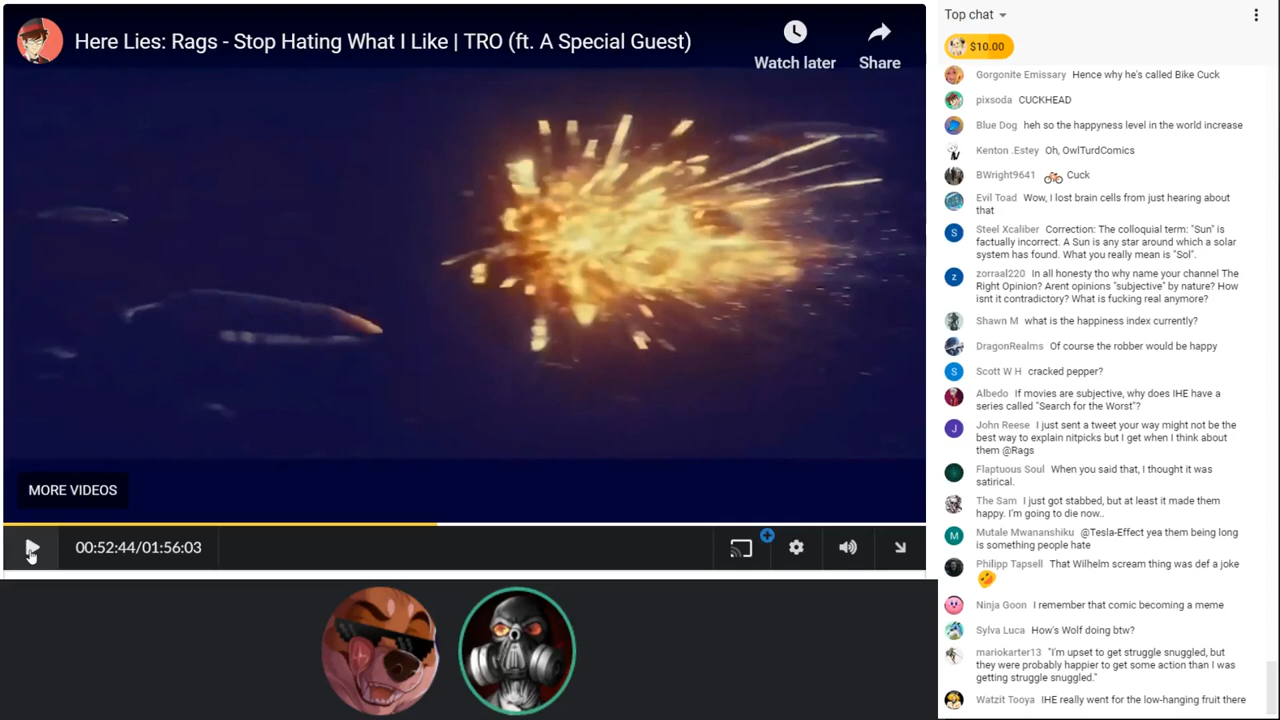 Here Lies: Rags - Stop Hating What I Like | TRO (ft. A Special Guest)
Watch later
Share
MORE VIDEOS
00:52:44/01:56:03
Top chat
$10.00
Gorgonite Emissary Hence why he's called Bike Cuck
pixsoda CUCKHEAD
Blue Dog heh so the happyness level in the world increase
Kenton .Estey Oh, OwlTurdComics
BWright9641 🚲 Cuck
Evil Toad Wow, I lost brain cells from just hearing about
that
S
Steel Xcaliber Correction: The colloquial term: "Sun" is
factually incorrect. A Sun is any star around which a solar
system has found. What you really mean is "Sol".
z
zorraal220 In all honesty tho why name your channel The
Right Opinion? Arent opinions "subjective" by nature? How
isnt it contradictory? What is fucking real anymore?
Shawn M what is the happiness index currently?
DragonRealms Of course the robber would be happy
S
Scott W H cracked pepper?
Albedo If movies are subjective, why does IHE have a
series called "Search for the Worst"?
J
John Reese I just sent a tweet your way might not be the
best way to explain nitpicks but I get when I think about
them @Rags
Flaptuous Soul When you said that, I thought it was
satirical.
The Sam I just got stabbed, but at least it made them
happy. I'm going to die now..
M
Mutale Mwananshiku @Tesla-Effect yea them being long
is something people hate
Philipp Tapsell That Wilhelm scream thing was def a joke
Ninja Goon I remember that comic becoming a meme
Sylva Luca How's Wolf doing btw?
mariokarter13 "I'm upset to get struggle snuggled, but
they were probably happier to get some action than I was
getting struggle snuggled."
Watzit Tooya IHE really went for the low-hanging fruit there